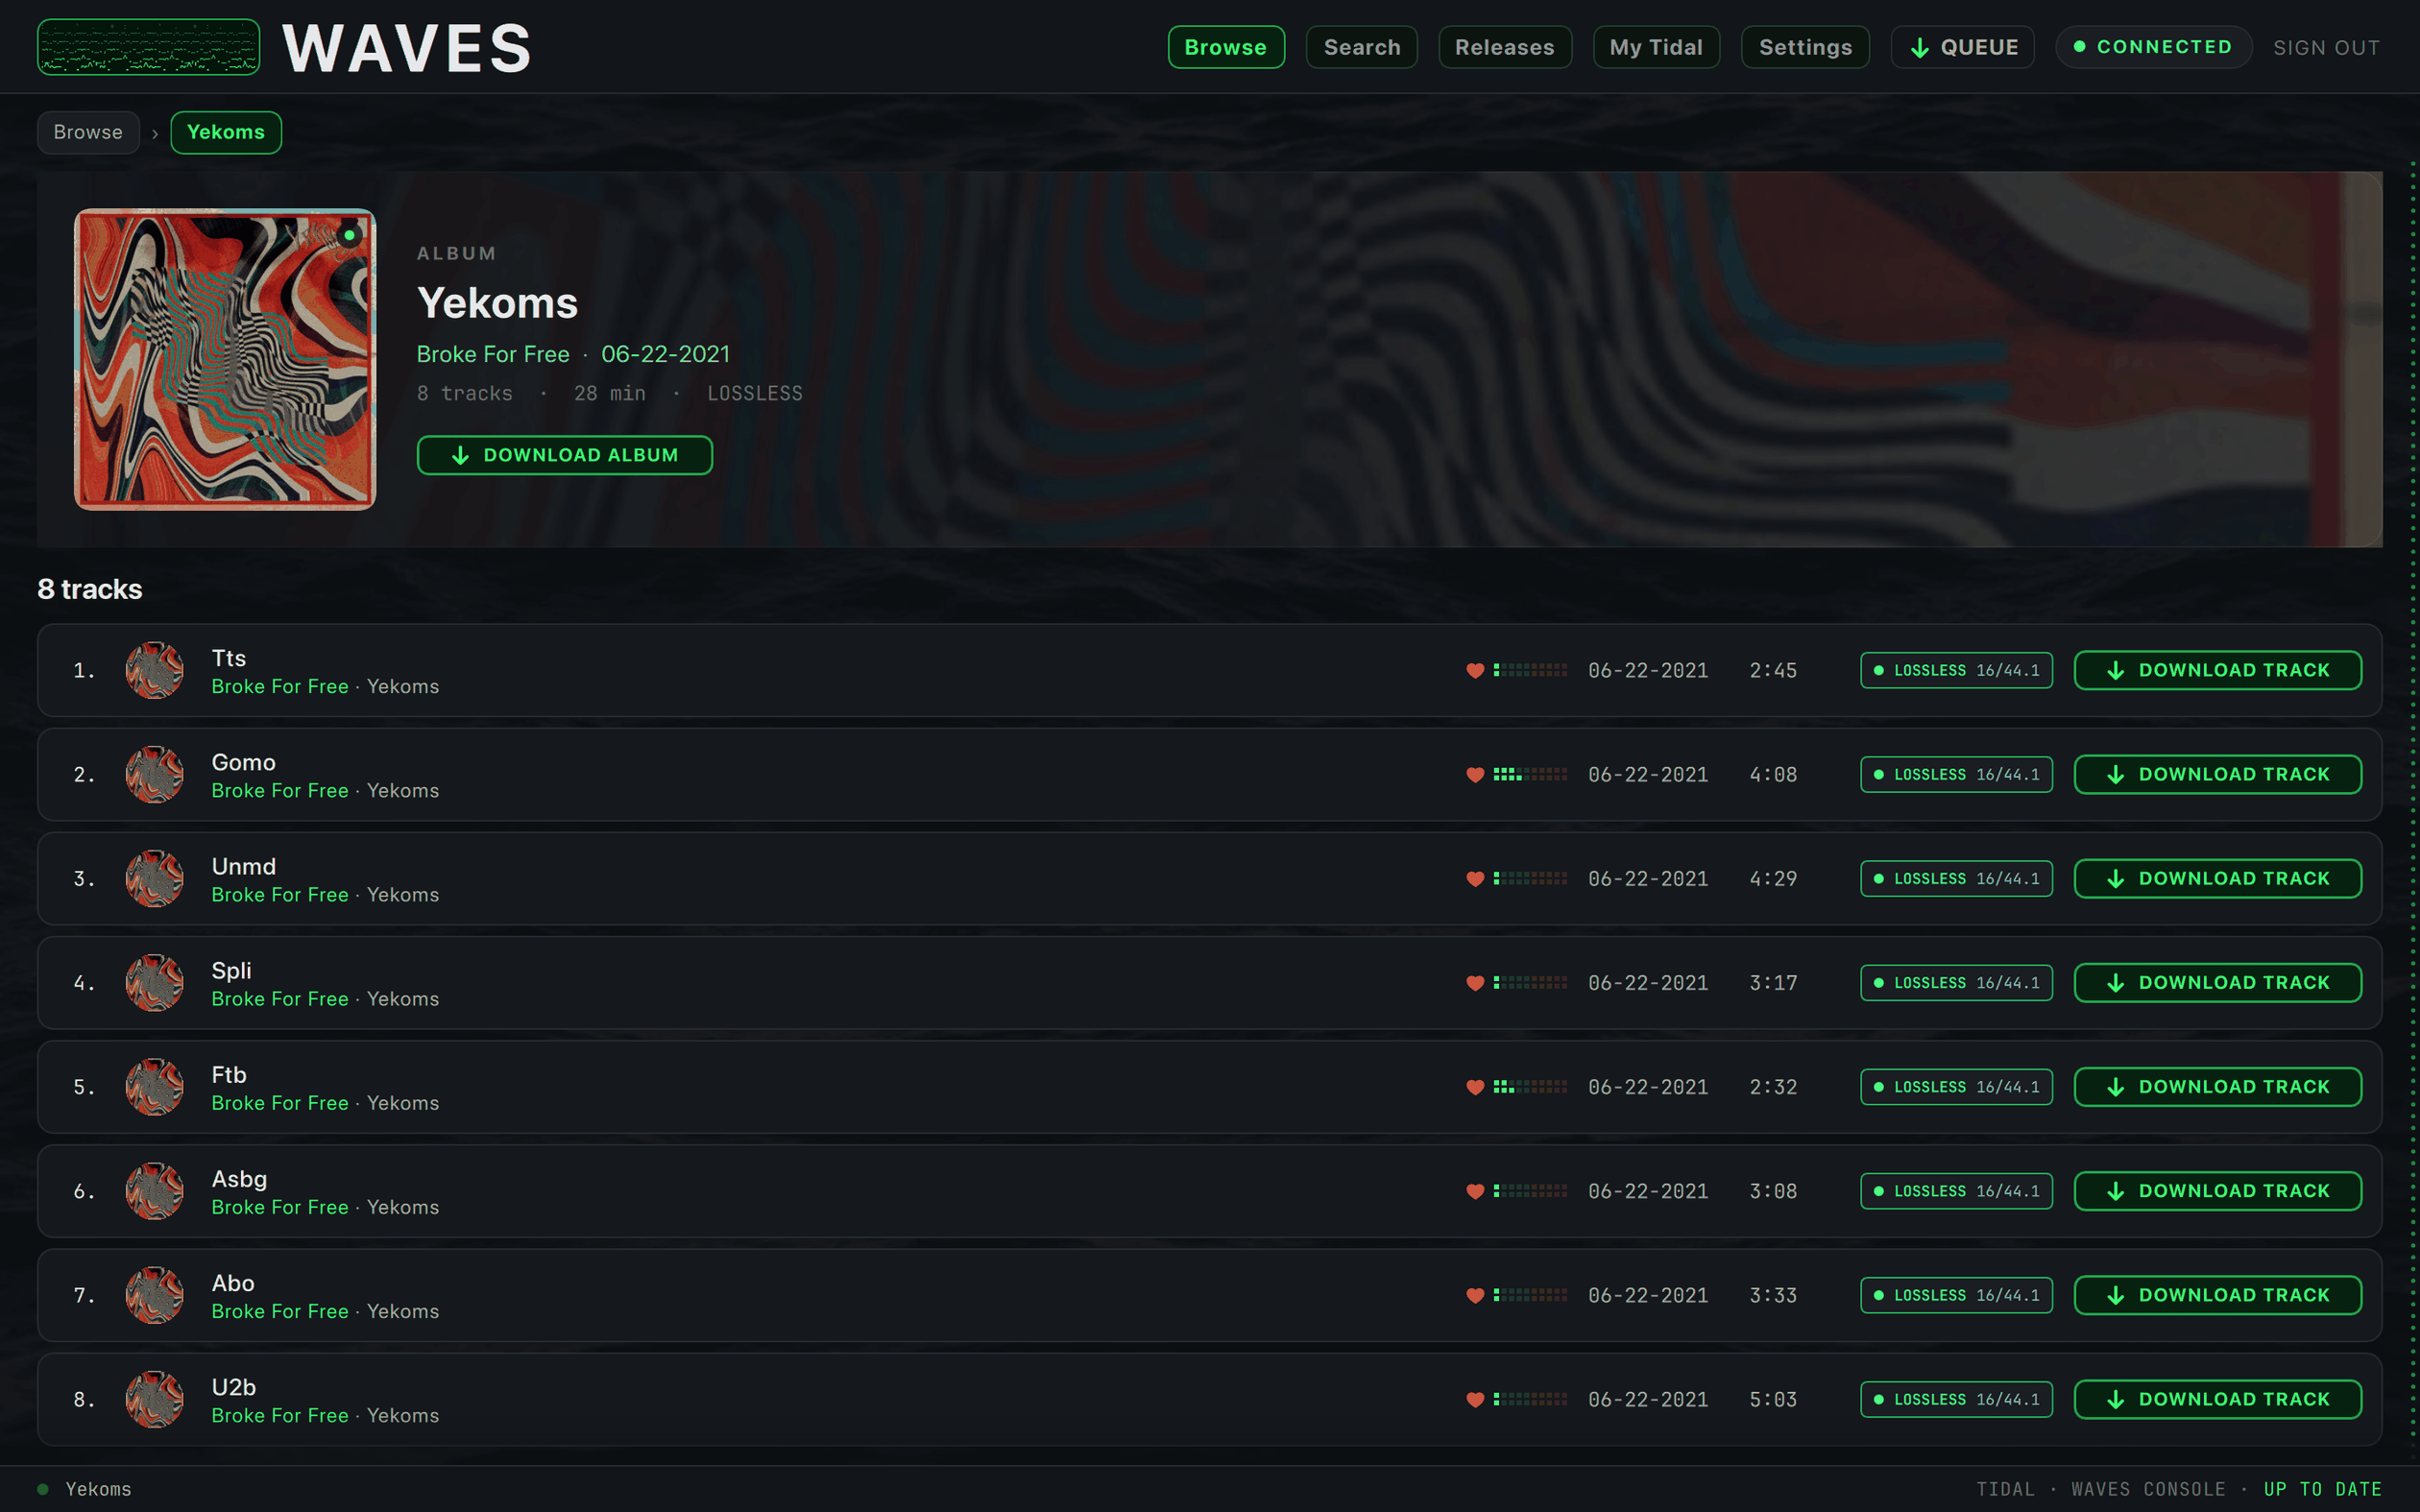 WAVES
Browse Search Releases My Tidal Settings QUEUE CONNECTED SIGN OUT
Browse › Yekoms
ALBUM
Yekoms
Broke For Free · 06-22-2021
8 tracks · 28 min · LOSSLESS
DOWNLOAD ALBUM
8 tracks
1. Tts 06-22-2021 2:45 LOSSLESS 16/44.1 DOWNLOAD TRACK
Broke For Free · Yekoms
2. Gomo 06-22-2021 4:08 LOSSLESS 16/44.1 DOWNLOAD TRACK
Broke For Free · Yekoms
3. Unmd 06-22-2021 4:29 LOSSLESS 16/44.1 DOWNLOAD TRACK
Broke For Free · Yekoms
4. Spli 06-22-2021 3:17 LOSSLESS 16/44.1 DOWNLOAD TRACK
Broke For Free · Yekoms
5. Ftb 06-22-2021 2:32 LOSSLESS 16/44.1 DOWNLOAD TRACK
Broke For Free · Yekoms
6. Asbg 06-22-2021 3:08 LOSSLESS 16/44.1 DOWNLOAD TRACK
Broke For Free · Yekoms
7. Abo 06-22-2021 3:33 LOSSLESS 16/44.1 DOWNLOAD TRACK
Broke For Free · Yekoms
8. U2b 06-22-2021 5:03 LOSSLESS 16/44.1 DOWNLOAD TRACK
Broke For Free · Yekoms
Yekoms TIDAL · WAVES CONSOLE · UP TO DATE